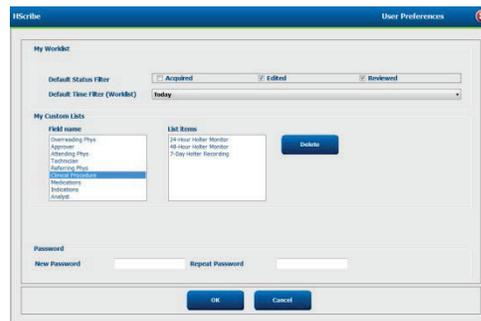 HScribe User Preferences
My Worklist
Default Status Filter Acquired Edited Reviewed
Default Time Filter (Worklist) Today
My Custom Lists
Field name List items
Overreading Phys
Approver
Attending Phys
Technician
Referring Phys
Clinical Procedure
Medications
Indications
Analyst
24-Hour Holter Monitor
48-Hour Holter Monitor
7-Day Holter Recording
Delete
Password
New Password Repeat Password
OK Cancel